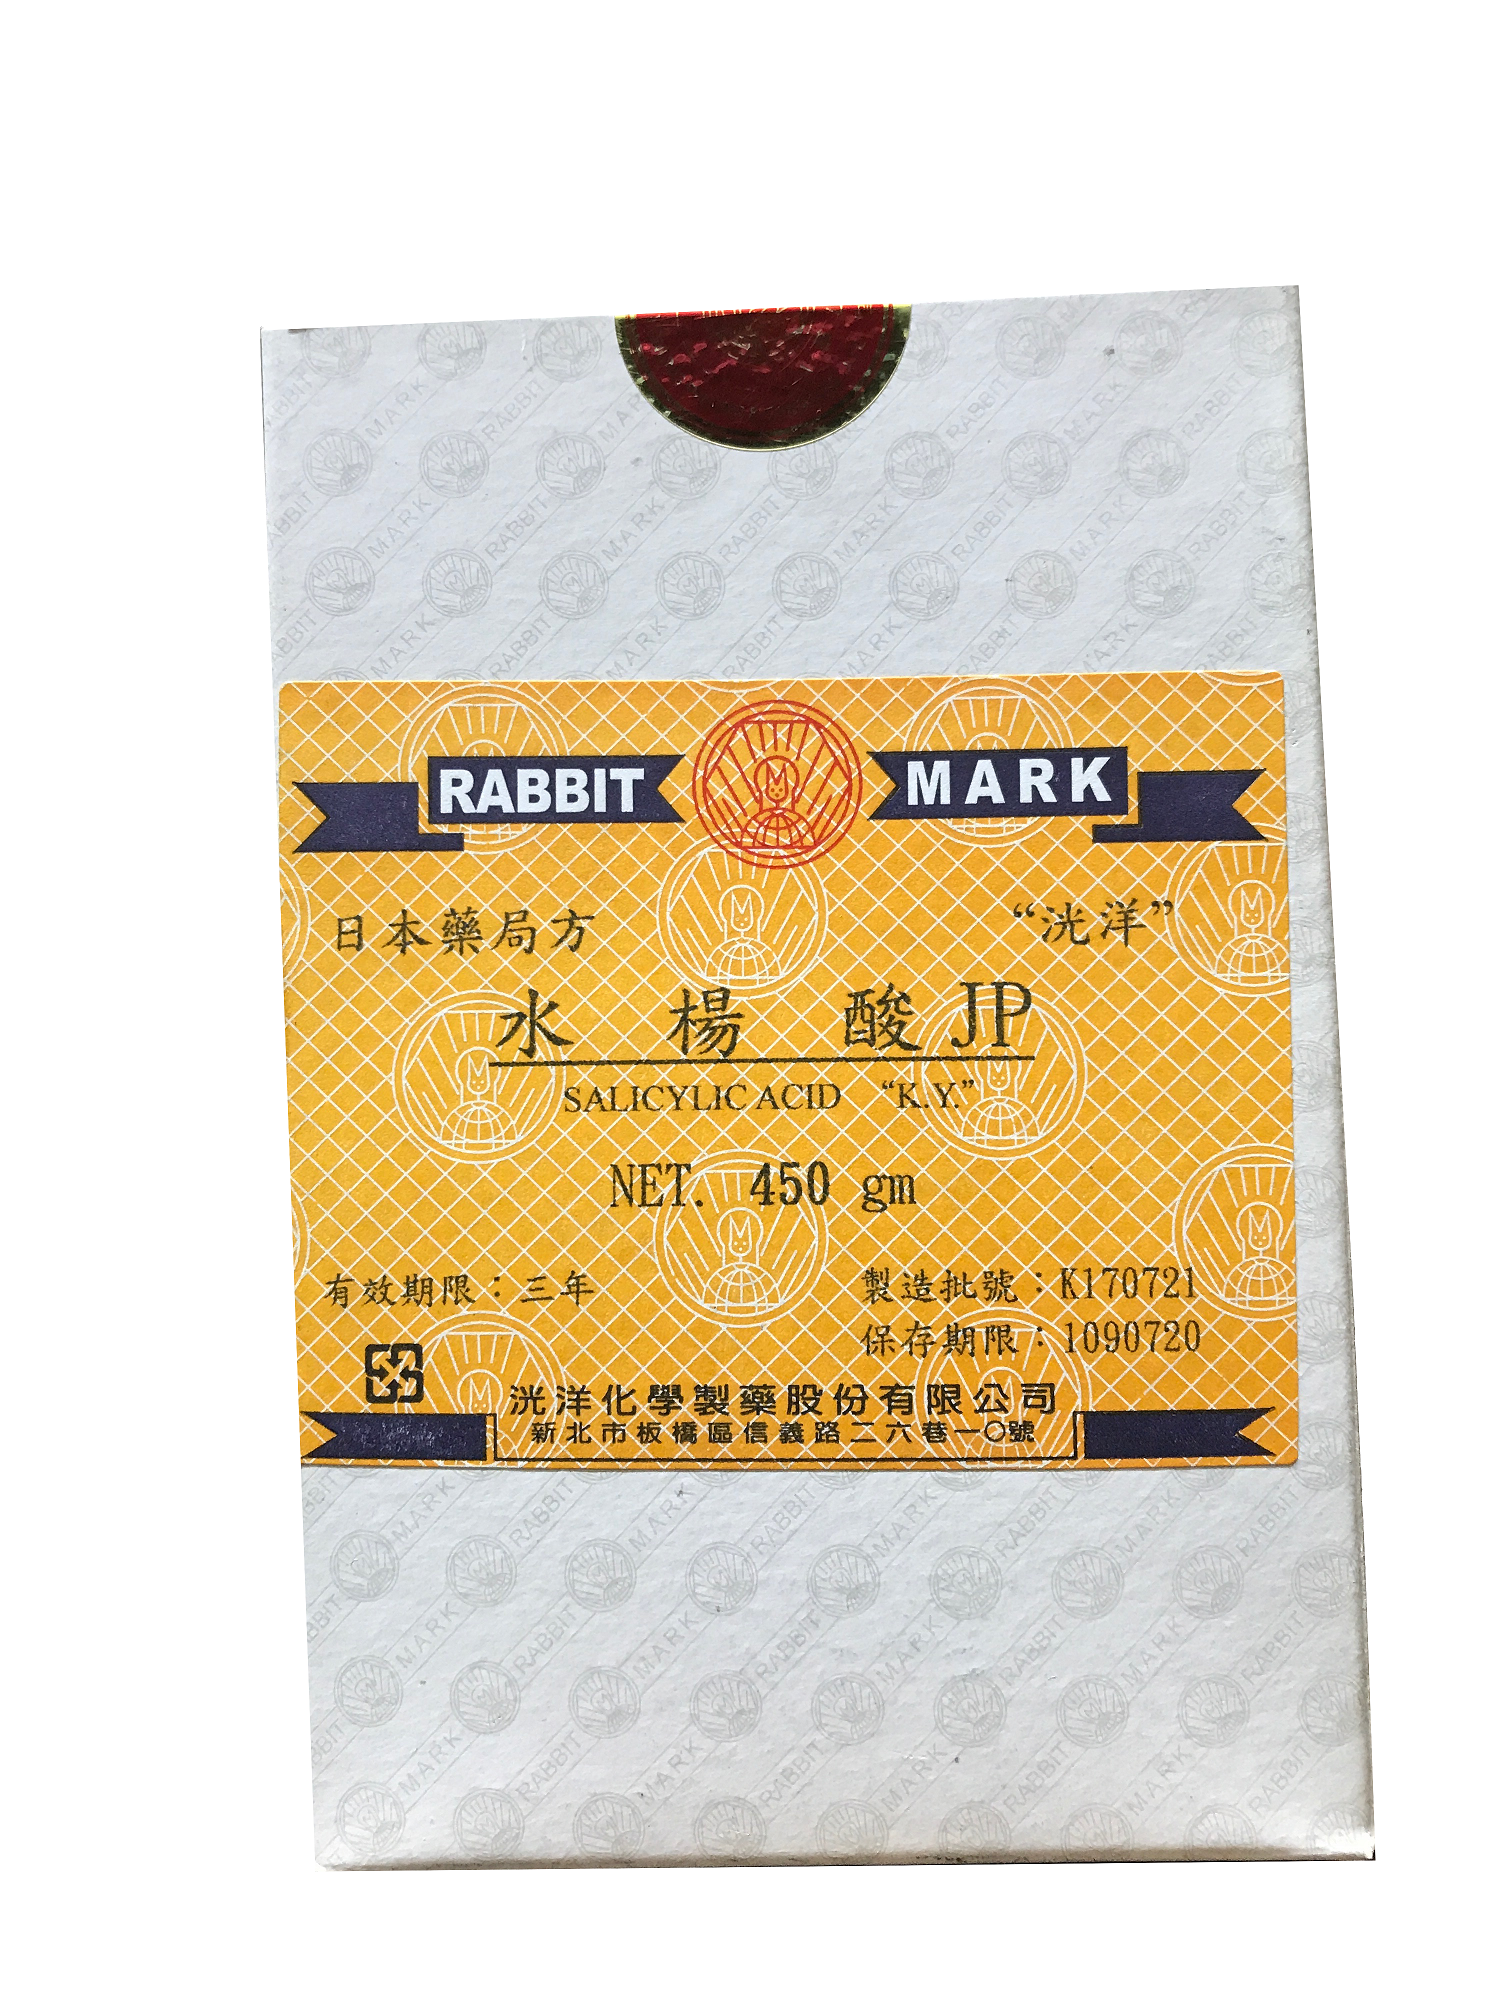 RABBIT MARK
日本藥局方 “洸洋”
水楊酸 JP
SALICYLIC ACID “K.Y.”
NET. 450 gm
有效期限：三年 製造批號：K170721
保存期限：1090720
洸洋化學製藥股份有限公司
新北市板橋區信義路二六巷一〇號